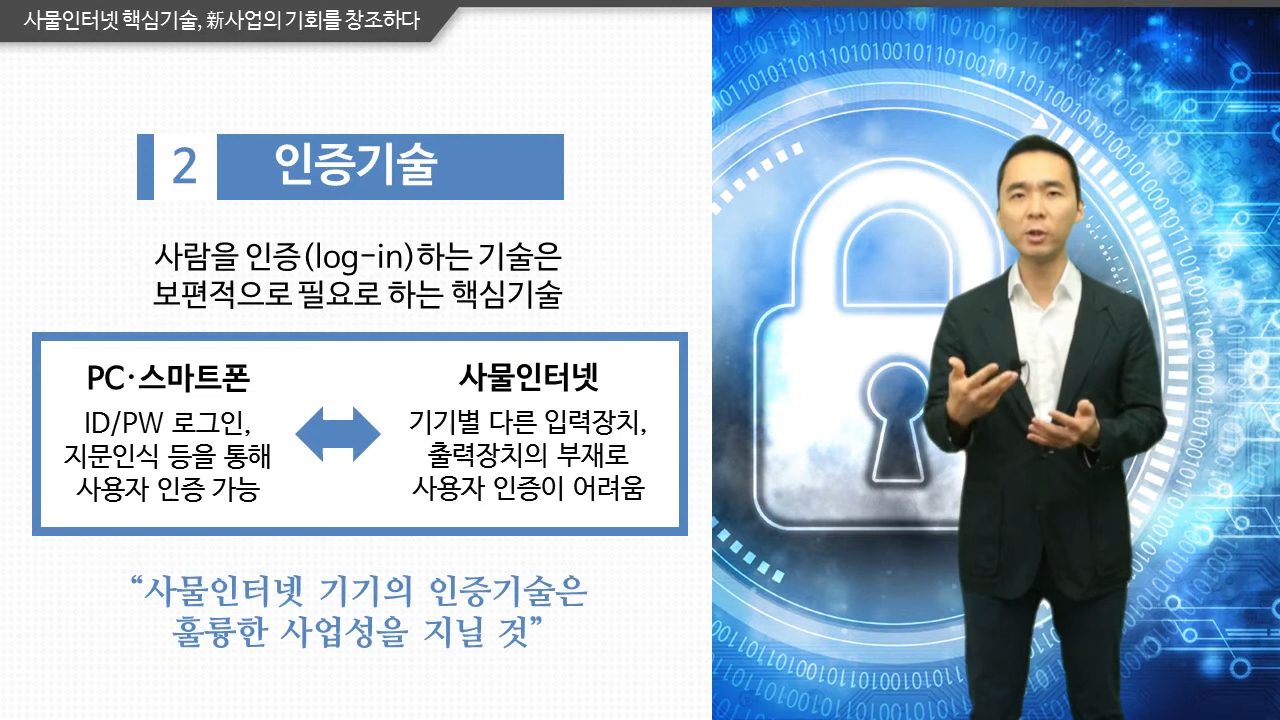 사물인터넷 핵심기술, 新사업의 기회를 창조하다
2 인증기술
사람을 인증(log-in)하는 기술은
보편적으로 필요로 하는 핵심기술
PC·스마트폰
ID/PW 로그인,
지문인식 등을 통해
사용자 인증 가능
사물인터넷
기기별 다른 입력장치,
출력장치의 부재로
사용자 인증이 어려움
“사물인터넷 기기의 인증기술은
훌륭한 사업성을 지닐 것”